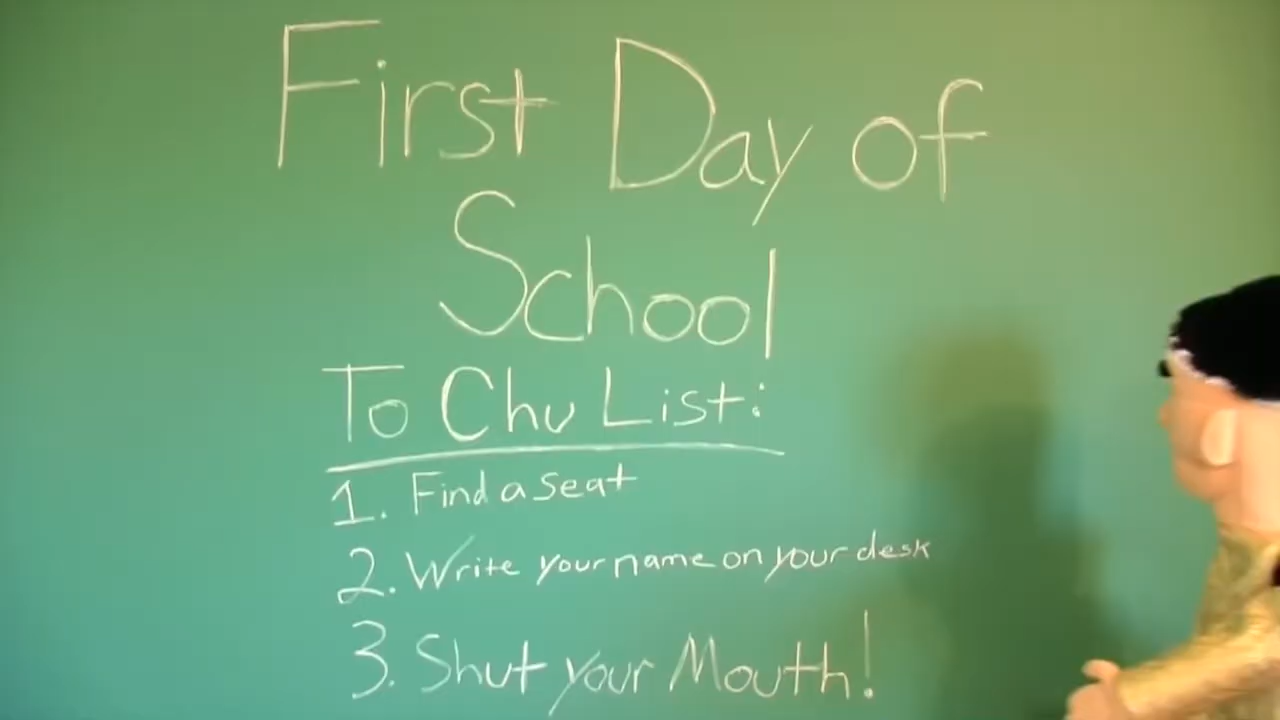 First Day of
School
To Chu List:
1. Find a seat
2. Write your name on your desk
3. Shut your Mouth!